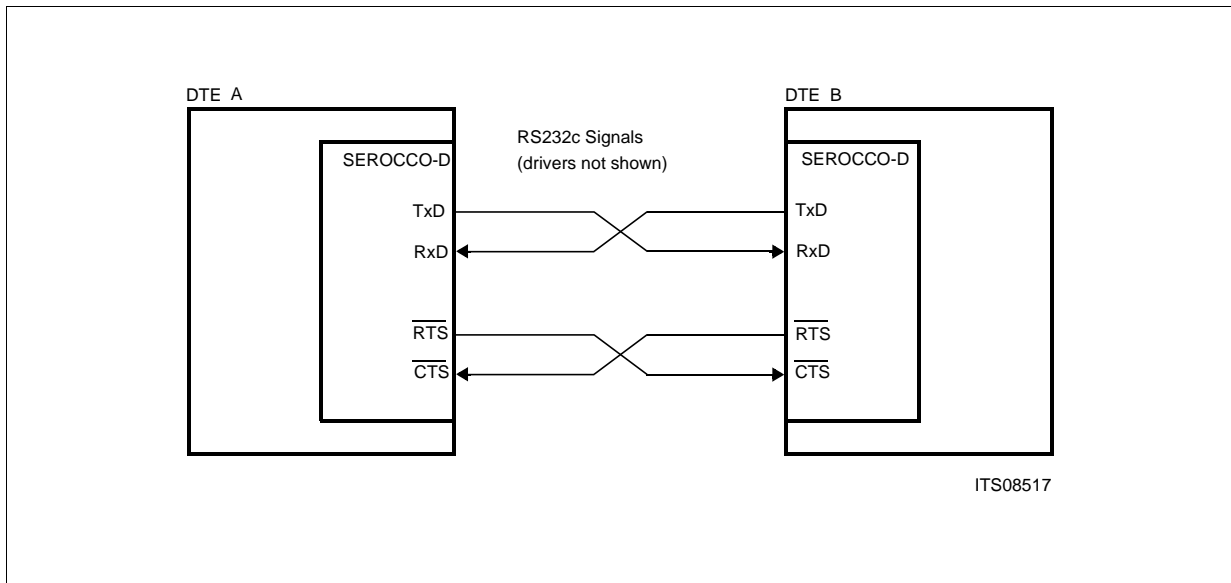 DTE A
DTE B
RS232c Signals
(drivers not shown)
SEROCCO-D
SEROCCO-D
TxD
TxD
RxD
RxD
RTS
RTS
CTS
CTS
ITS08517